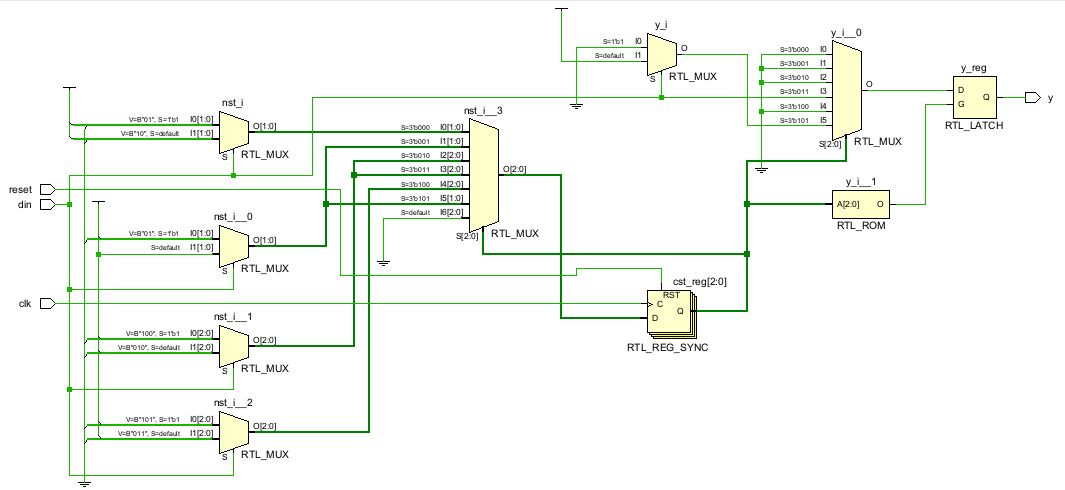 y_i
S=1'b1 I0
S=default I1
O
S
RTL_MUX
y_i__0
S=3'b000 I0
S=3'b001 I1
S=3'b010 I2
S=3'b011 I3
S=3'b100 I4
S=3'b101 I5
O
S[2:0]
RTL_MUX
y_reg
D
G
Q
RTL_LATCH
y
nst_i
V=B"01", S=1'b1 I0[1:0]
V=B"10", S=default I1[1:0]
O[1:0]
S
RTL_MUX
nst_i__3
S=3'b000 I0[1:0]
S=3'b001 I1[1:0]
S=3'b010 I2[2:0]
S=3'b011 I3[2:0]
S=3'b100 I4[2:0]
S=3'b101 I5[1:0]
S=default I6[2:0]
O[2:0]
S[2:0]
RTL_MUX
y_i__1
A[2:0] O
RTL_ROM
reset
din
nst_i__0
V=B"01", S=1'b1 I0[1:0]
S=default I1[1:0]
O[1:0]
S
RTL_MUX
clk
cst_reg[2:0]
RST
C
D
Q
RTL_REG_SYNC
nst_i__1
V=B"100", S=1'b1 I0[2:0]
V=B"010", S=default I1[2:0]
O[2:0]
S
RTL_MUX
nst_i__2
V=B"101", S=1'b1 I0[2:0]
V=B"011", S=default I1[2:0]
O[2:0]
S
RTL_MUX